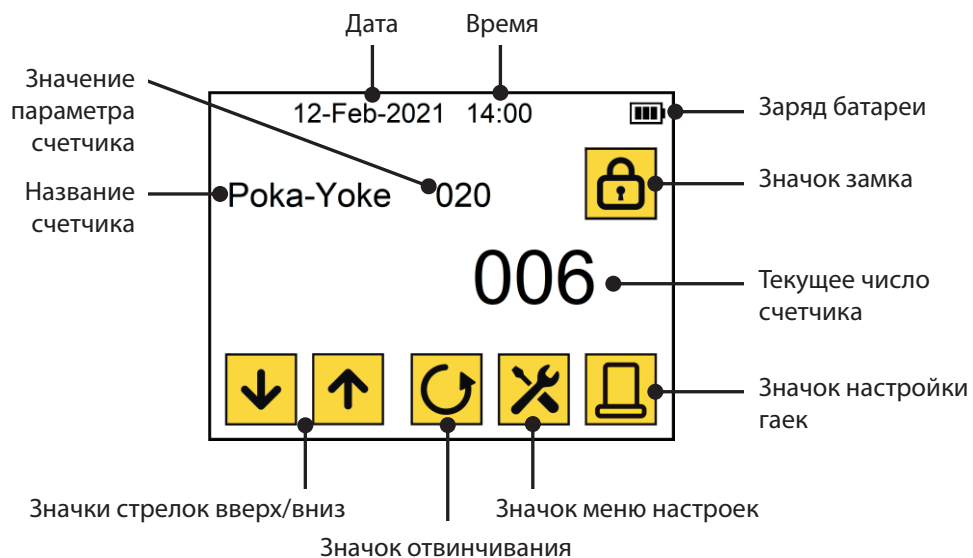 Дата
Время
Значение
параметра
счетчика
12-Feb-2021 14:00
Заряд батареи
Название
счетчика
Poka-Yoke 020
Значок замка
006
Текущее число
счетчика
Значок настройки
гаек
Значки стрелок вверх/вниз
Значок меню настроек
Значок отвинчивания